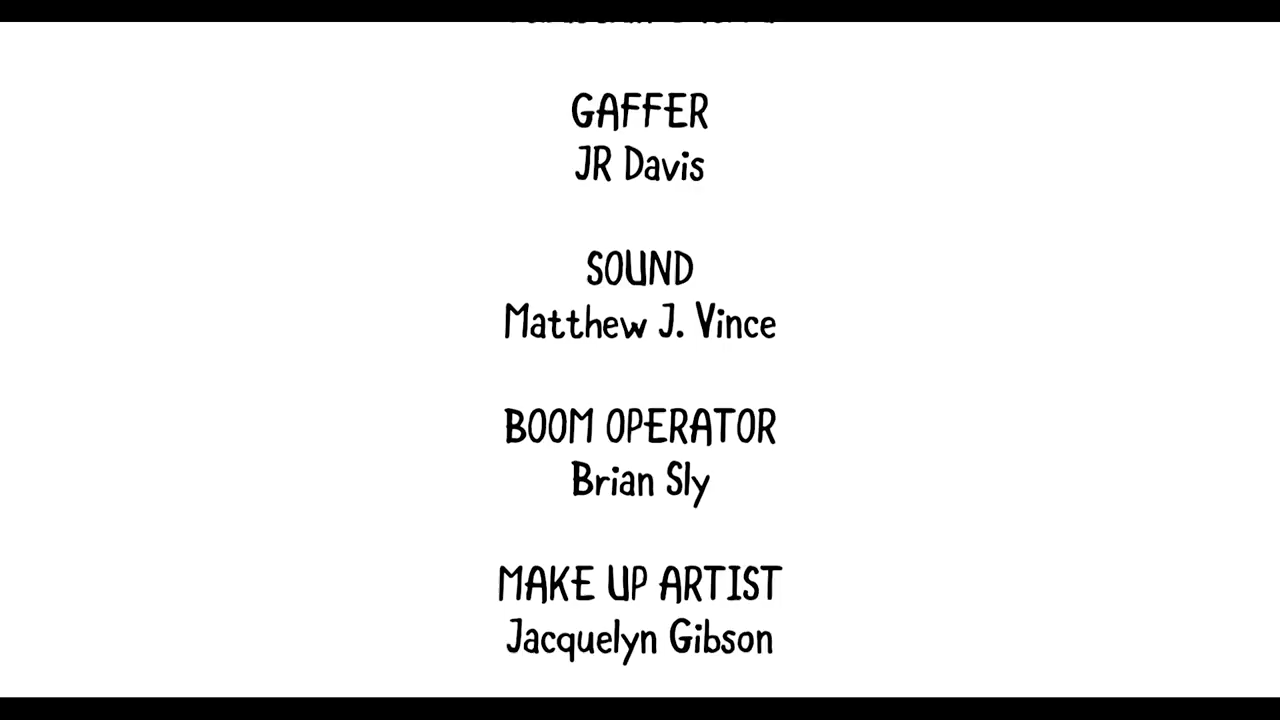 GAFFER
JR Davis
SOUND
Matthew J. Vince
BOOM OPERATOR
Brian Sly
MAKE UP ARTIST
Jacquelyn Gibson